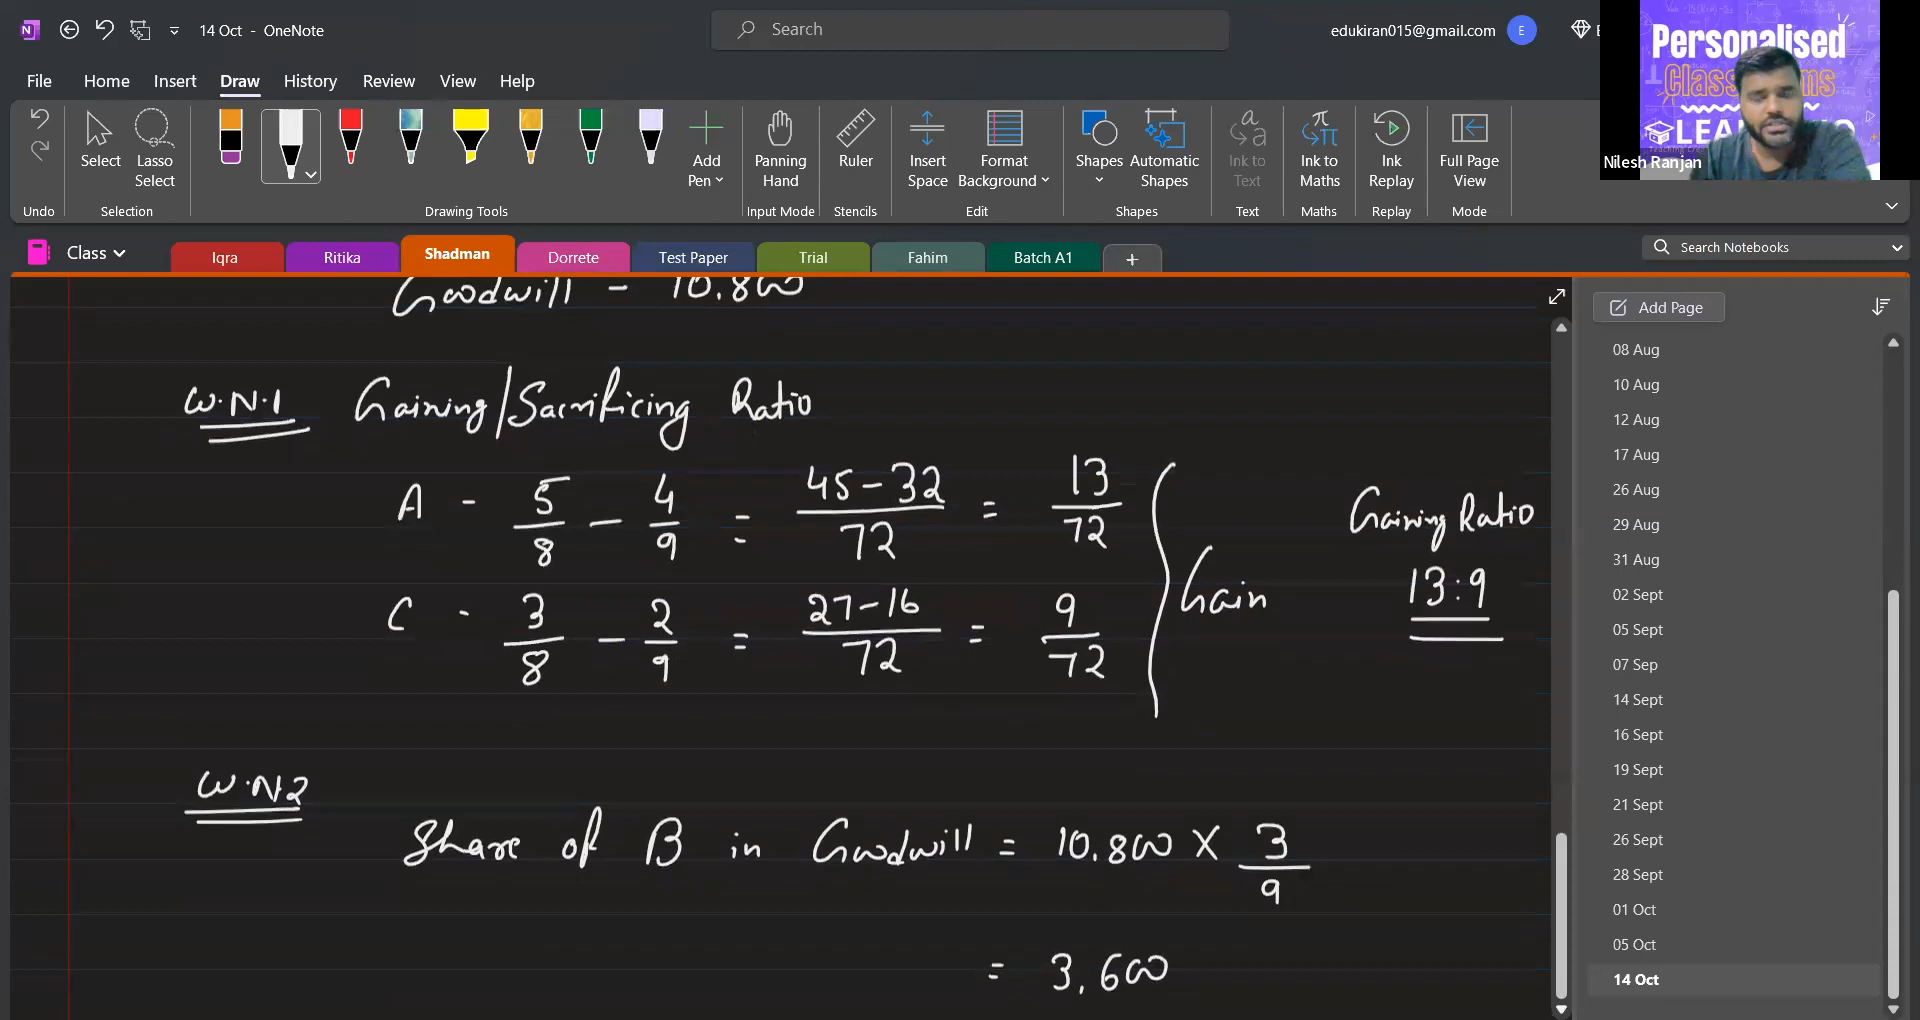 14 Oct - OneNote
Search
edukiran015@gmail.com
E
File Home Insert Draw History Review View Help
Undo
Select
Lasso Select
Selection
Drawing Tools
Add Pen
Panning Hand
Input Mode
Ruler
Stencils
Insert Space
Format Background
Edit
Shapes
Automatic Shapes
Shapes
Ink to Text
Text
Ink to Maths
Maths
Ink Replay
Replay
Full Page View
Mode
Personalised
Nilesh Ranjan
Class
Iqra Ritika Shadman Dorrete Test Paper Trial Fahim Batch A1 +
Search Notebooks
Goodwill - 10,800
W.N.1 Gaining/Sacrificing Ratio
A - 5/8 - 4/9 = 45-32/72 = 13/72
C - 3/8 - 2/9 = 27-16/72 = 9/72
Gain
Gaining Ratio
13:9
W.N2
Share of B in Goodwill = 10,800 X 3/9
= 3,600
Add Page
08 Aug
10 Aug
12 Aug
17 Aug
26 Aug
29 Aug
31 Aug
02 Sept
05 Sept
07 Sep
14 Sept
16 Sept
19 Sept
21 Sept
26 Sept
28 Sept
01 Oct
05 Oct
14 Oct